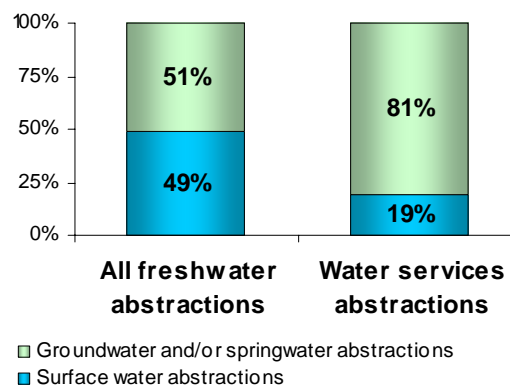 100%
75%
50%
25%
0%
51%
49%
81%
19%
All freshwater
abstractions
Water services
abstractions
Groundwater and/or springwater abstractions
Surface water abstractions